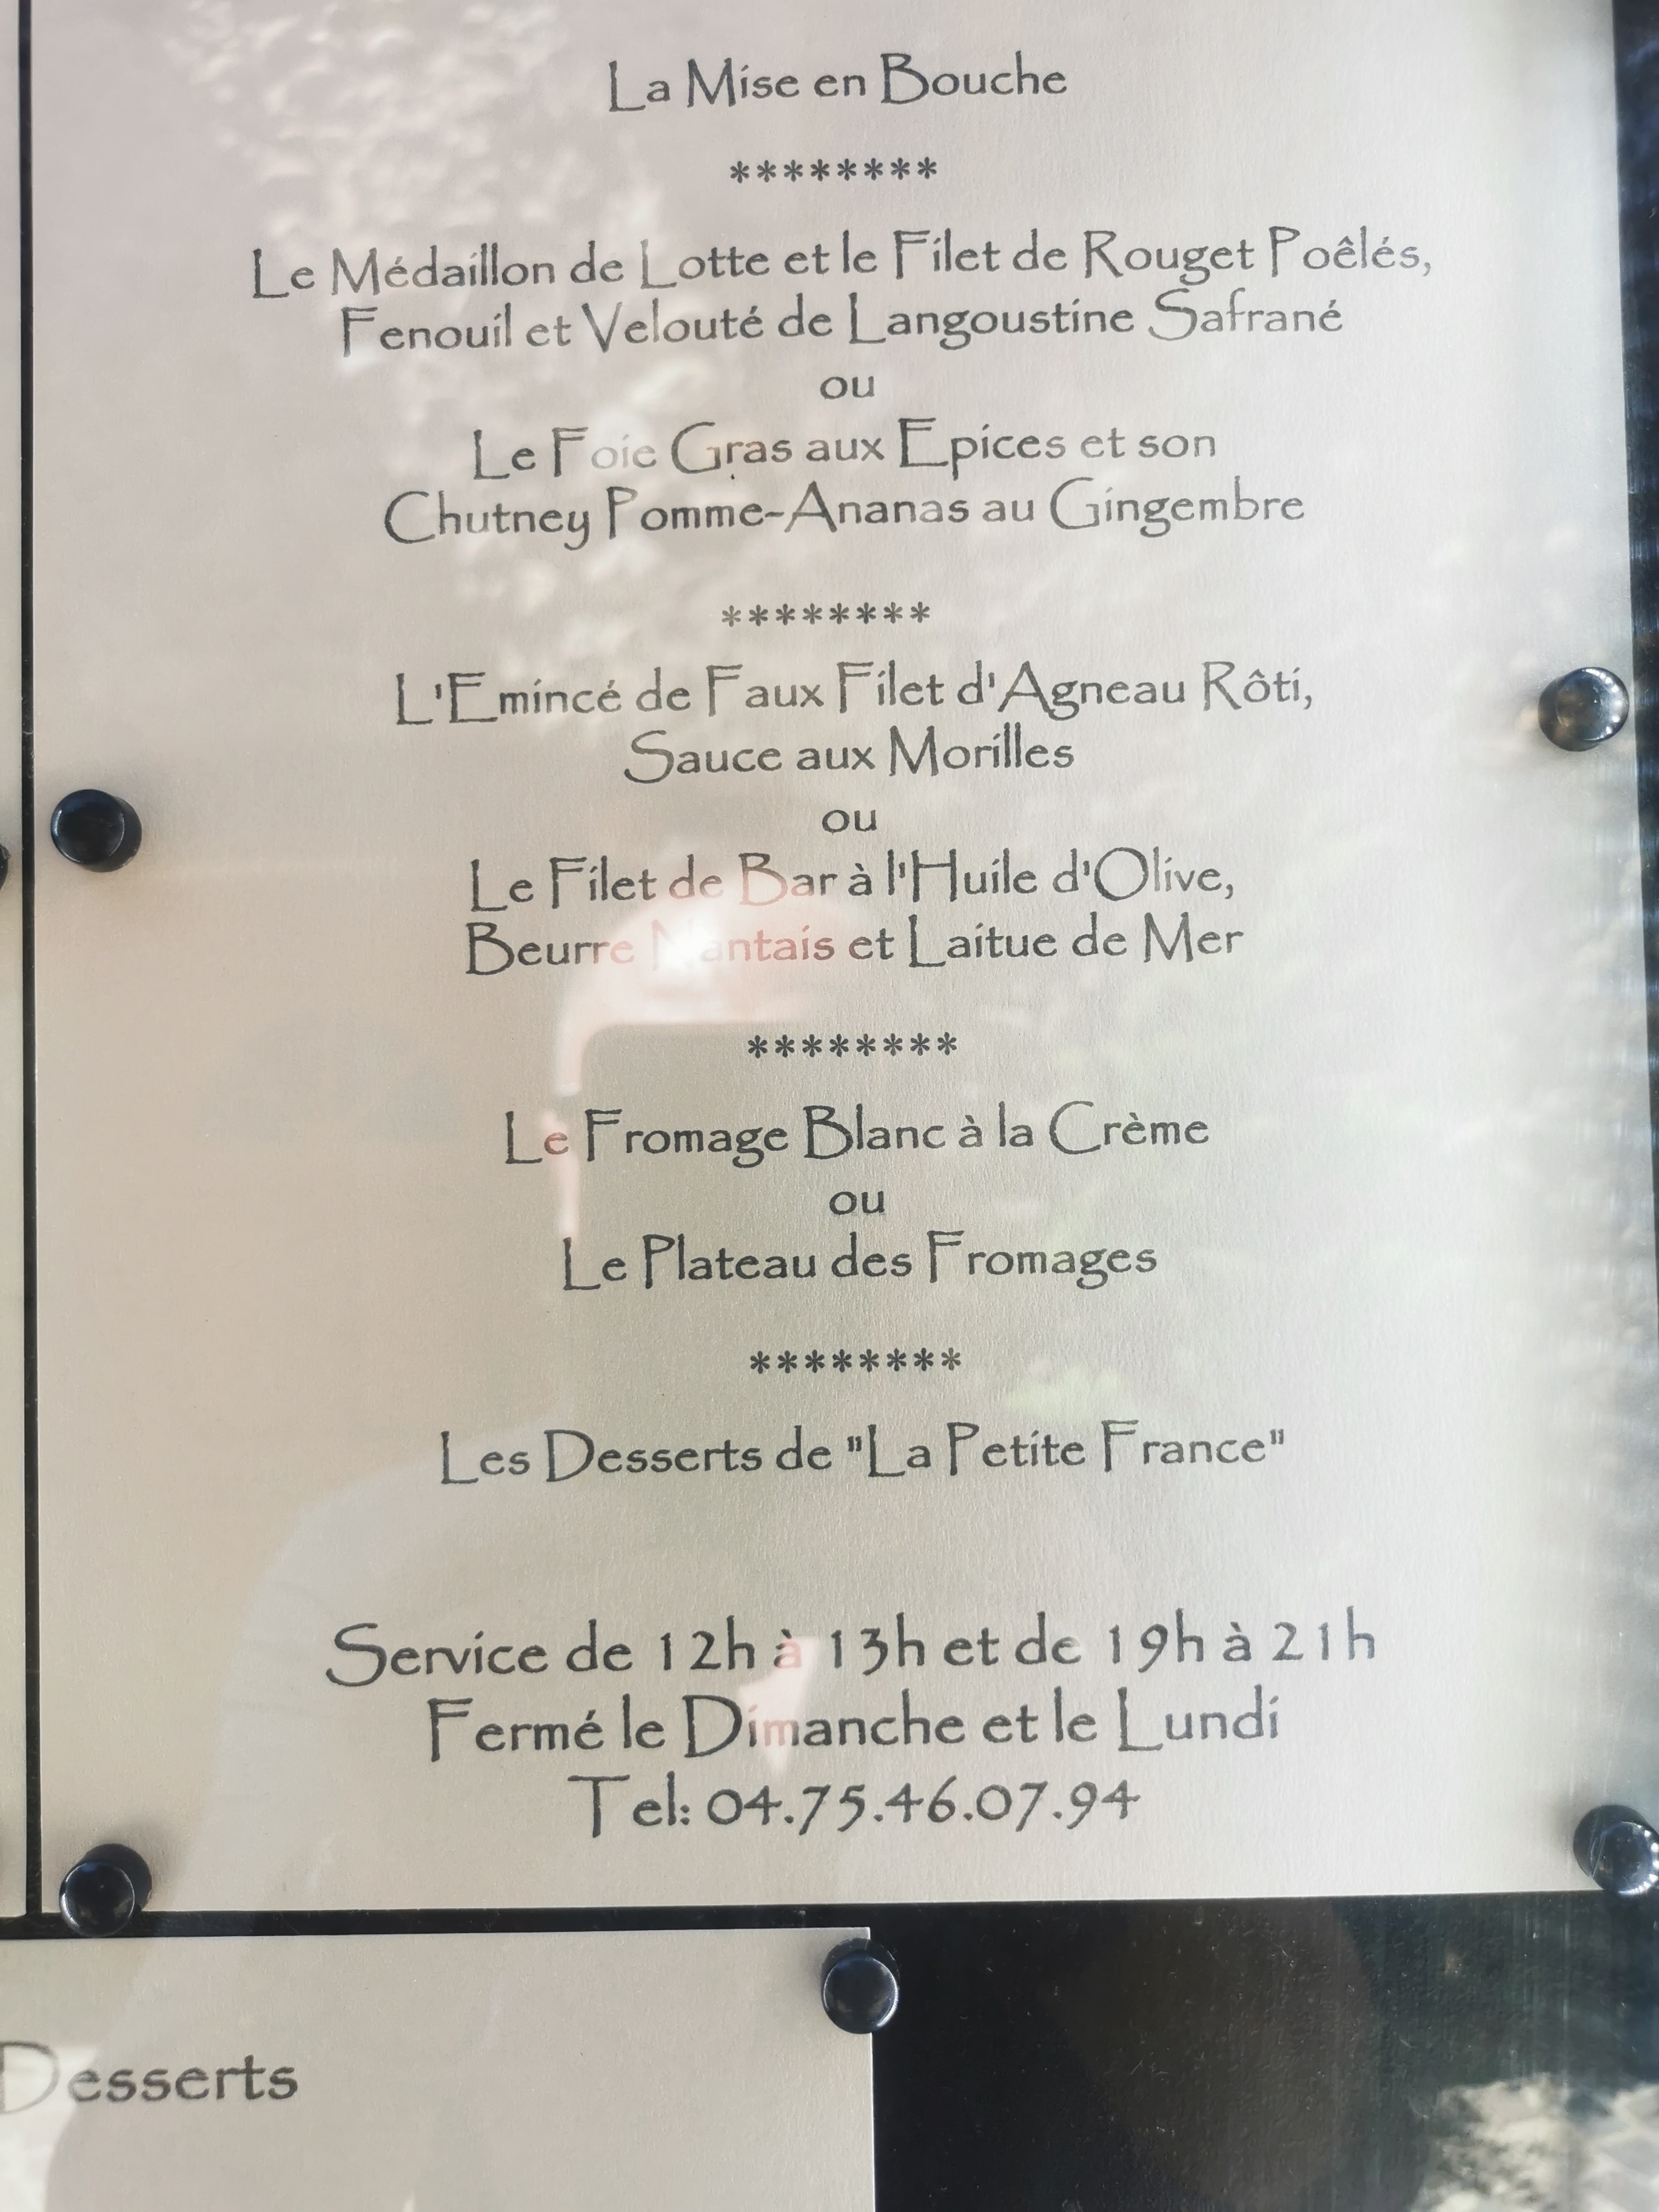 La Mise en Bouche
********
Le Médaillon de Lotte et le Filet de Rouget Poêlés,
Fenouil et Velouté de Langoustine Safrané
ou
Le Foie Gras aux Epices et son
Chutney Pomme-Ananas au Gingembre
********
L'Emincé de Faux Filet d'Agneau Rôti,
Sauce aux Morilles
ou
Le Filet de Bar à l'Huile d'Olive,
Beurre Nantais et Laitue de Mer
********
Le Fromage Blanc à la Crème
ou
Le Plateau des Fromages
********
Les Desserts de "La Petite France"
Service de 12h à 13h et de 19h à 21h
Fermé le Dimanche et le Lundi
Tel: 04.75.46.07.94
Desserts